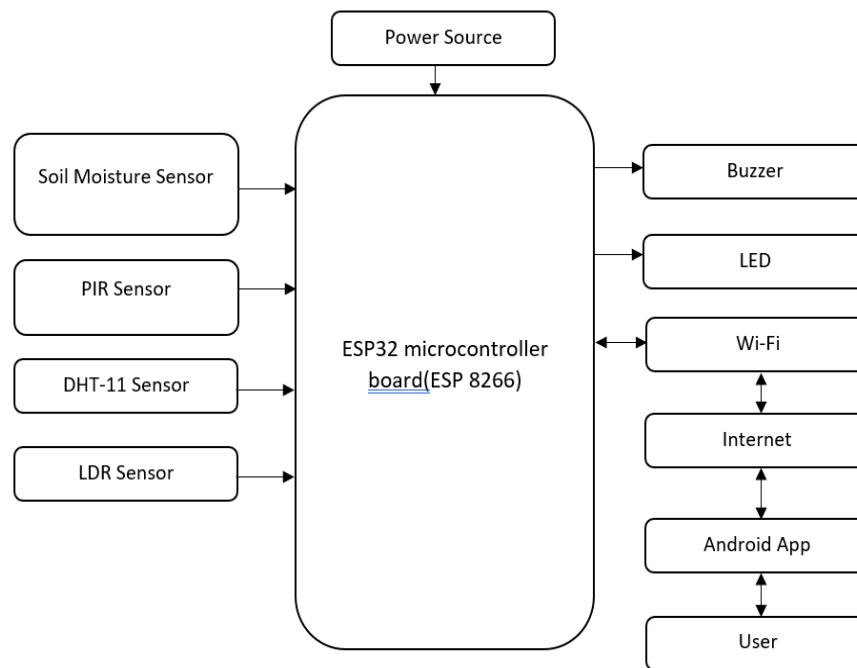 Power Source
Soil Moisture Sensor
PIR Sensor
DHT-11 Sensor
LDR Sensor
ESP32 microcontroller
board(ESP 8266)
Buzzer
LED
Wi-Fi
Internet
Android App
User